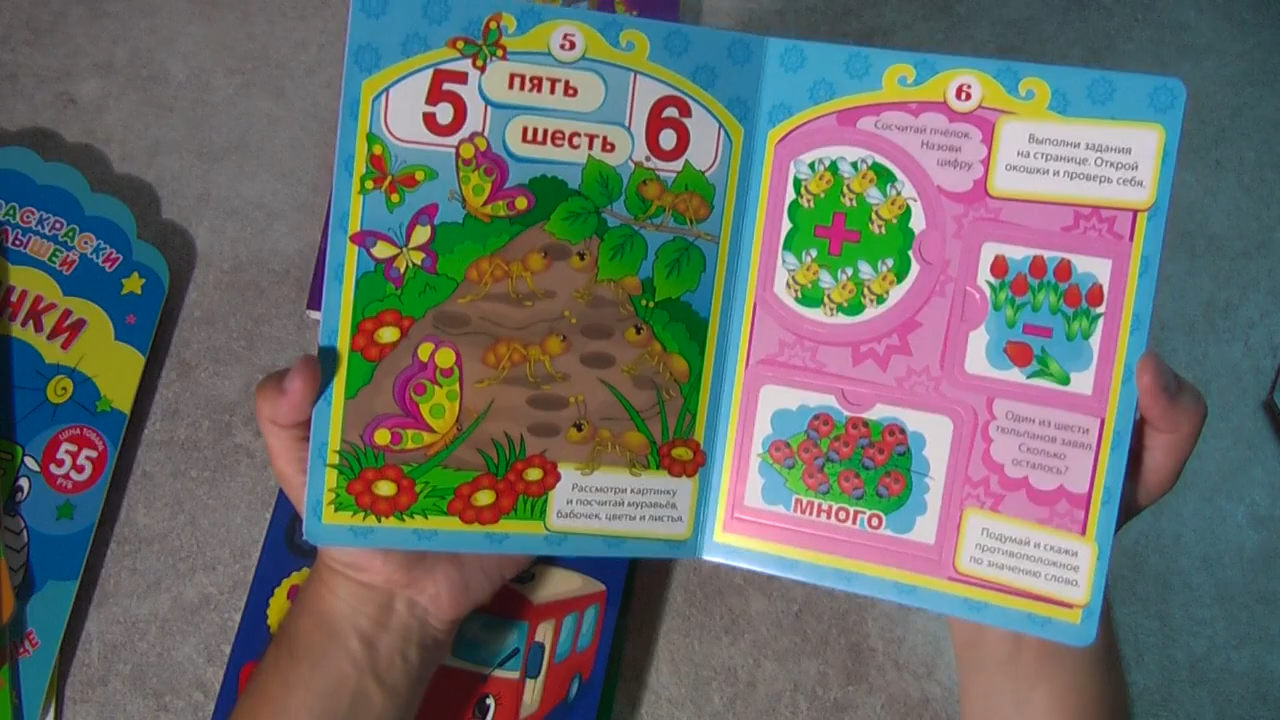 5
5
пять
шесть
6
Рассмотри картинку
и посчитай муравьёв,
бабочек, цветы и листья.
6
Сосчитай пчёлок.
Назови
цифру.
Выполни задания
на странице. Открой
окошки и проверь себя.
+
-
Один из шести
тюльпанов завял.
Сколько
осталось?
МНОГО
Подумай и скажи
противоположное
по значению слово.
РАСКРАСКИ
ЦЕНА ТОВАРА
55
РУБ